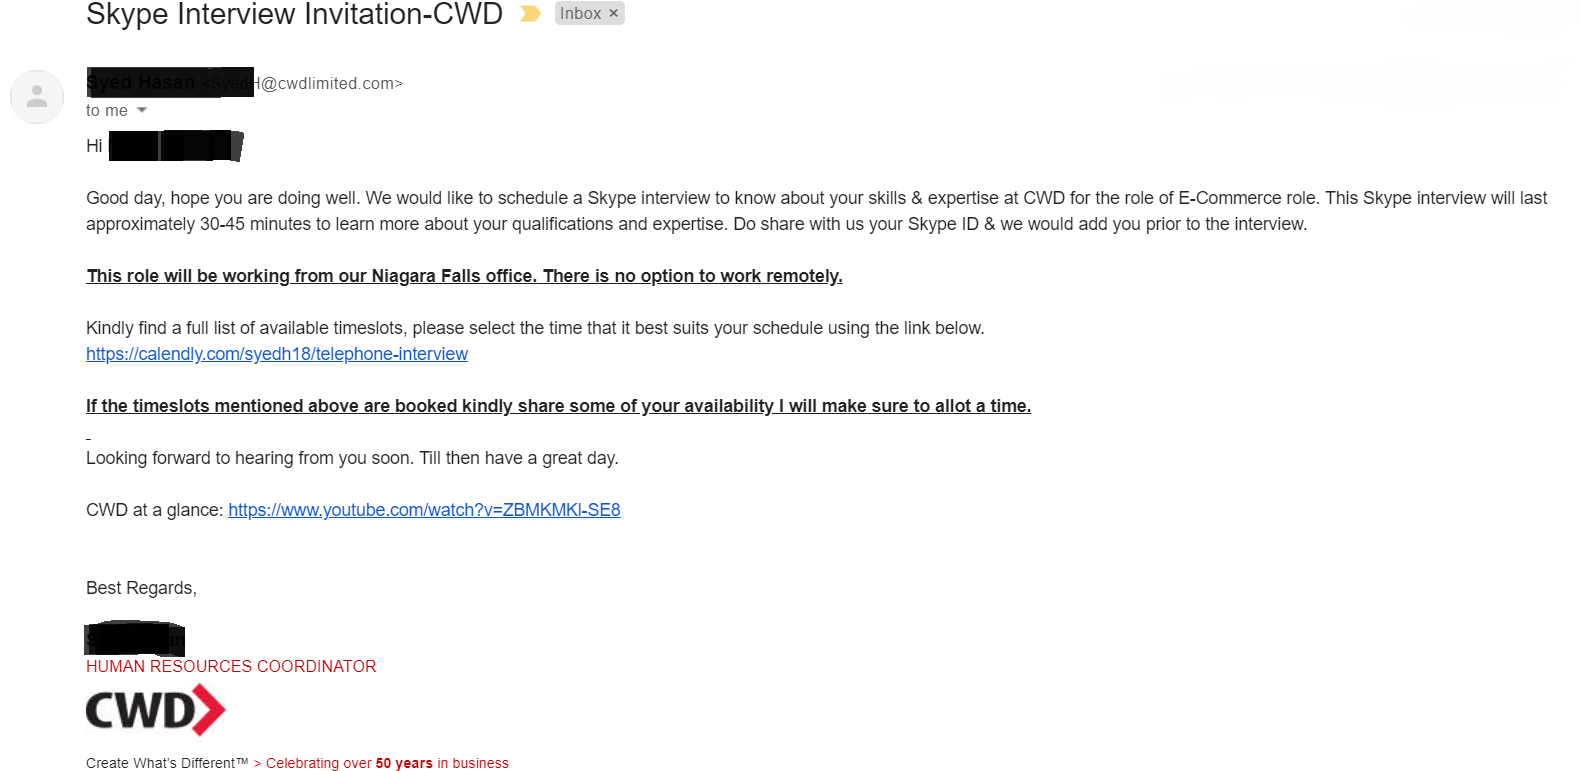 Skype Interview Invitation-CWD Inbox ×
H@cwdlimited.com>
to me
Hi
Good day, hope you are doing well. We would like to schedule a Skype interview to know about your skills & expertise at CWD for the role of E-Commerce role. This Skype interview will last
approximately 30-45 minutes to learn more about your qualifications and expertise. Do share with us your Skype ID & we would add you prior to the interview.
This role will be working from our Niagara Falls office. There is no option to work remotely.
Kindly find a full list of available timeslots, please select the time that it best suits your schedule using the link below.
https://calendly.com/syedh18/telephone-interview
If the timeslots mentioned above are booked kindly share some of your availability I will make sure to allot a time.
Looking forward to hearing from you soon. Till then have a great day.
CWD at a glance: https://www.youtube.com/watch?v=ZBMKMKl-SE8
Best Regards,
HUMAN RESOURCES COORDINATOR
CWD
Create What's Different™ > Celebrating over 50 years in business